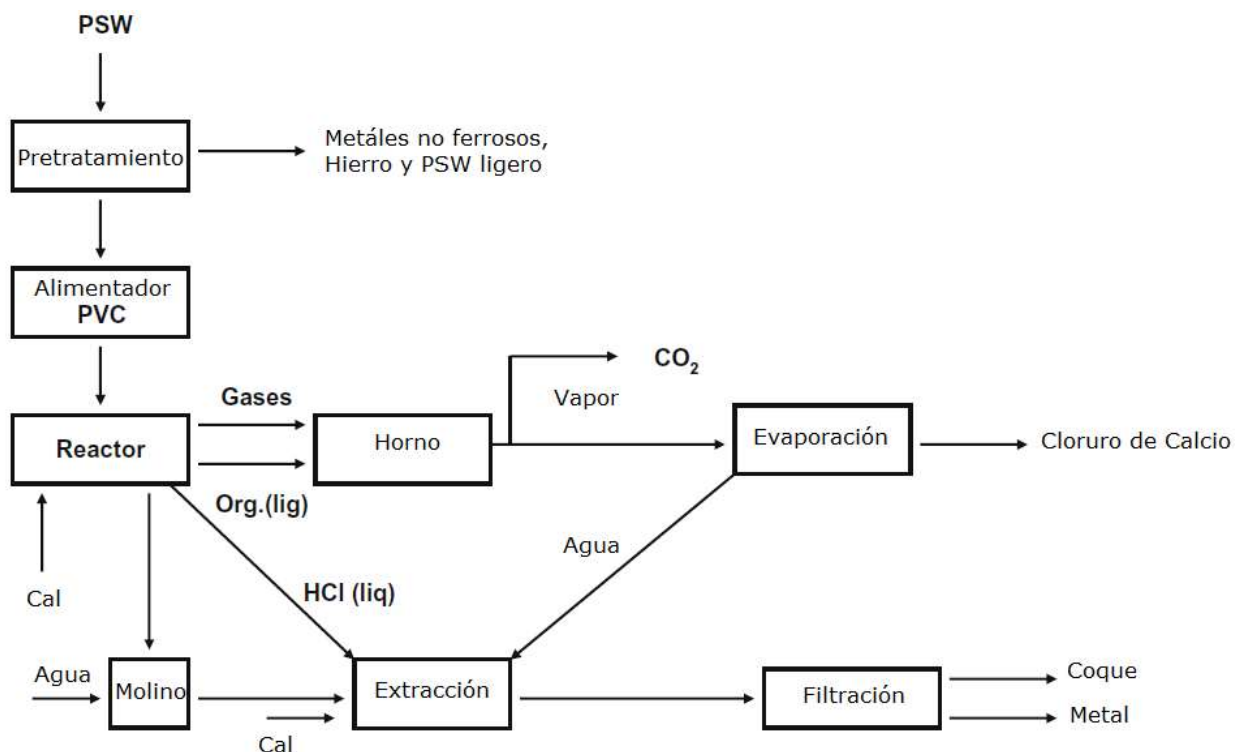 PSW
Pretratamiento
Metáles no ferrosos,
Hierro y PSW ligero
Alimentador
PVC
Gases
CO₂
Vapor
Reactor
Horno
Evaporación
Cloruro de Calcio
Org.(lig)
Agua
Cal
HCl (liq)
Agua
Molino
Extracción
Filtración
Coque
Metal
Cal